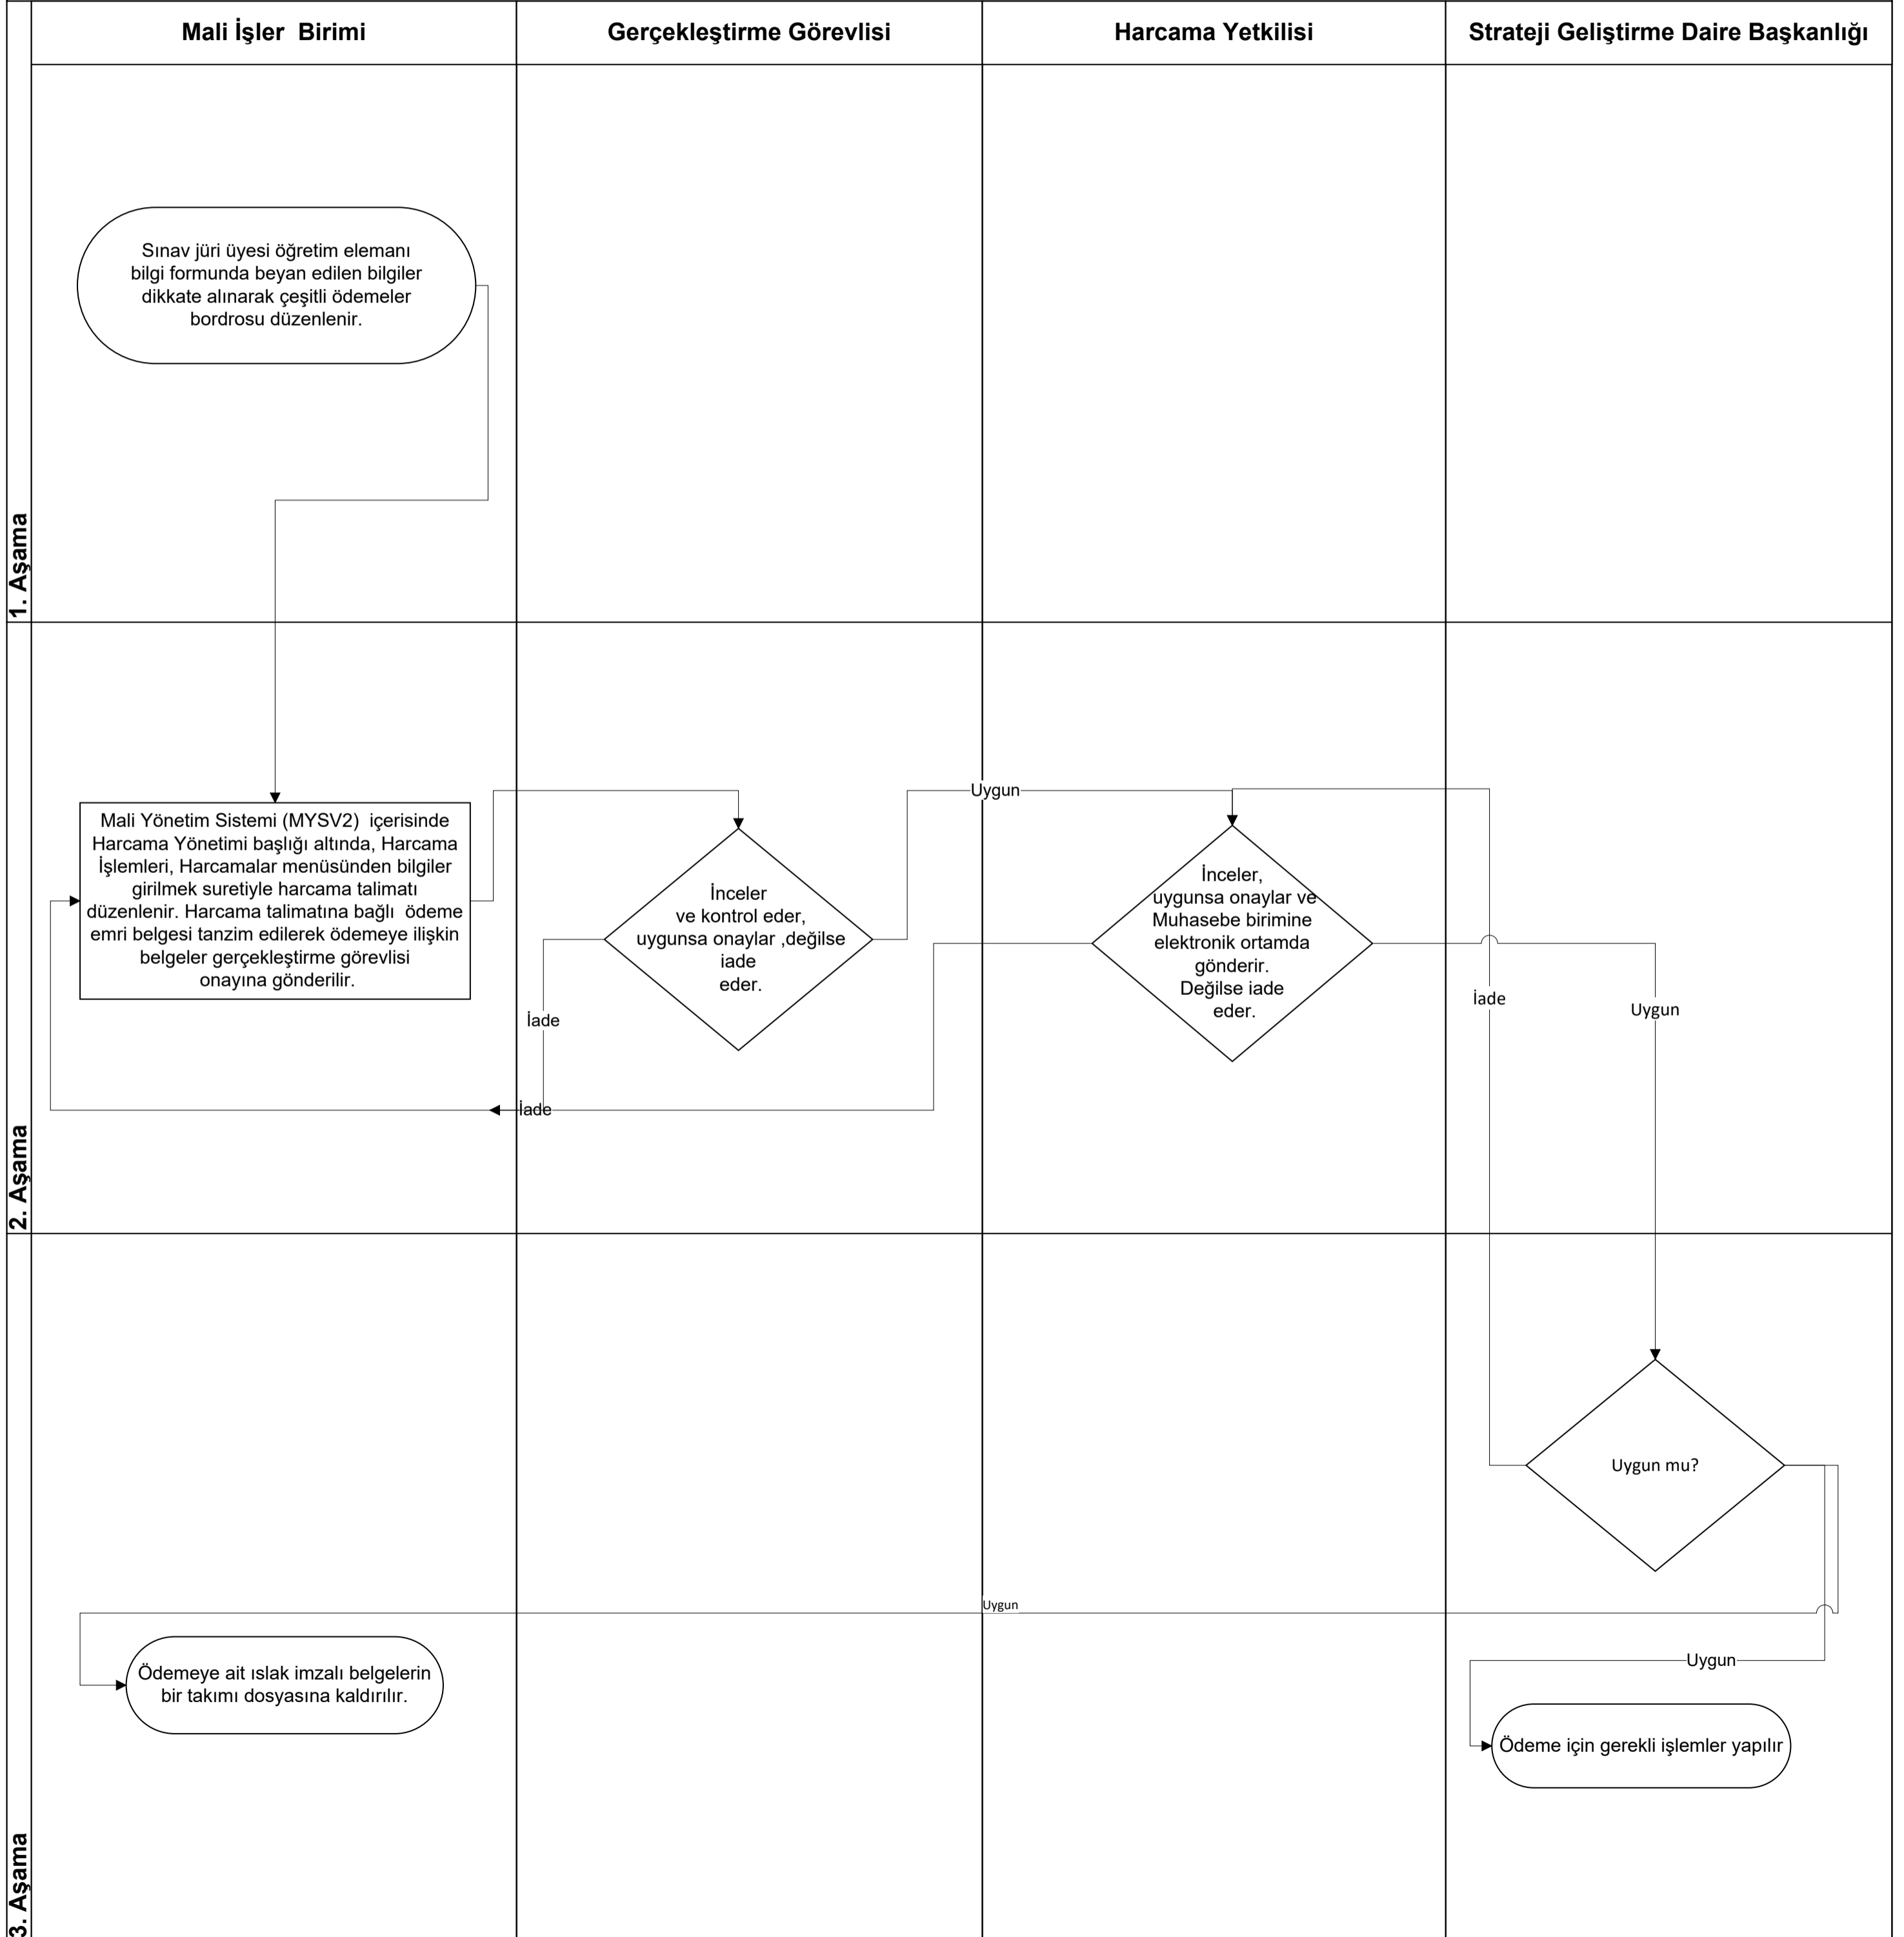 Mali İşler  Birimi
Gerçekleştirme Görevlisi
Harcama Yetkilisi
Strateji Geliştirme Daire Başkanlığı
1. Aşama
Sınav jüri üyesi öğretim elemanı
bilgi formunda beyan edilen bilgiler
dikkate alınarak çeşitli ödemeler
bordrosu düzenlenir.
2. Aşama
Mali Yönetim Sistemi (MYSV2)  içerisinde
Harcama Yönetimi başlığı altında, Harcama
İşlemleri, Harcamalar menüsünden bilgiler
girilmek suretiyle harcama talimatı
düzenlenir. Harcama talimatına bağlı  ödeme
emri belgesi tanzim edilerek ödemeye ilişkin
belgeler gerçekleştirme görevlisi
onayına gönderilir.
İnceler
ve kontrol eder,
uygunsa onaylar ,değilse
iade
eder.
Uygun
İade
İade
İnceler,
uygunsa onaylar ve
Muhasebe birimine
elektronik ortamda
gönderir.
Değilse iade
eder.
İade
Uygun
3. Aşama
Uygun mu?
Uygun
Uygun
Ödemeye ait ıslak imzalı belgelerin
bir takımı dosyasına kaldırılır.
Ödeme için gerekli işlemler yapılır